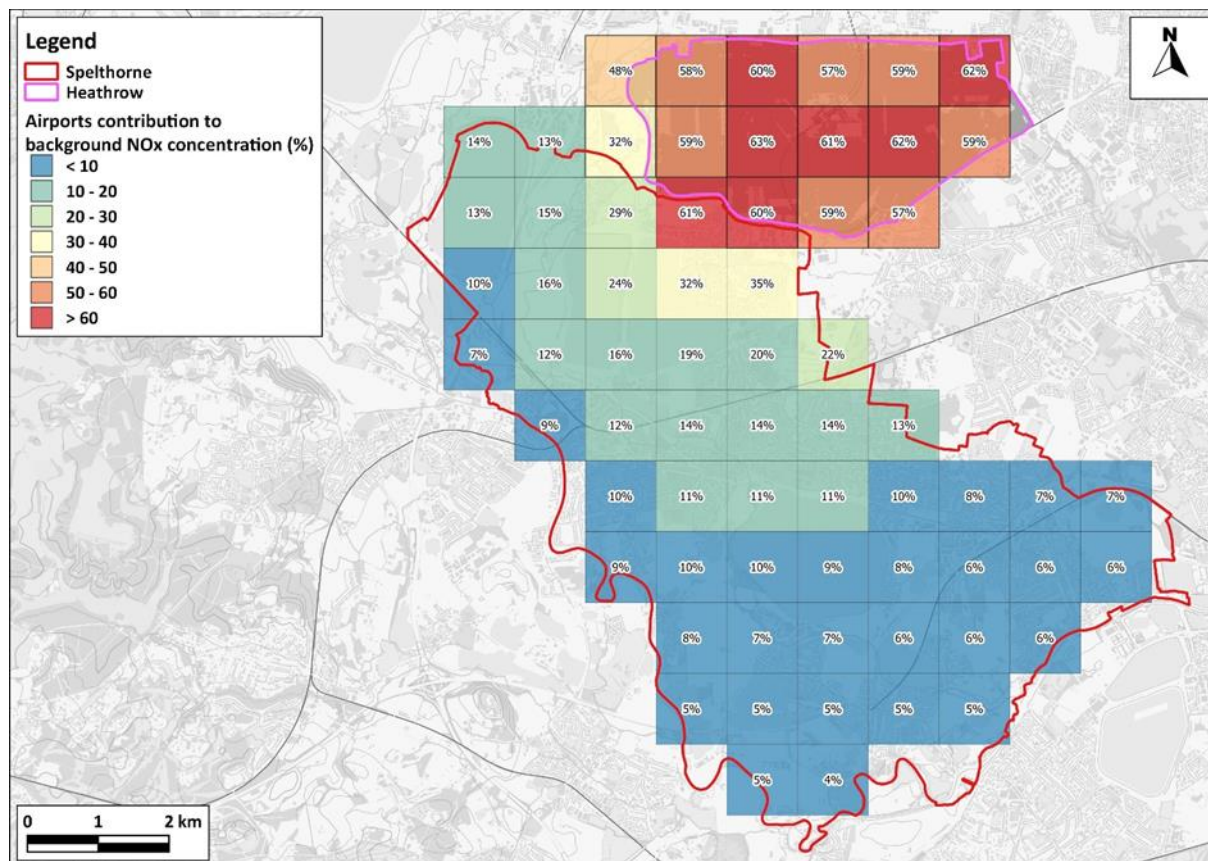 Legend
Spelthorne
Heathrow
Airports contribution to
background NOx concentration (%)
< 10
10 - 20
20 - 30
30 - 40
40 - 50
50 - 60
> 60
N
48% 58% 60% 57% 59% 62%
14% 13% 32% 59% 63% 61% 62% 59%
13% 15% 29% 61% 60% 59% 57%
10% 16% 24% 32% 35%
7% 12% 16% 19% 20% 22%
9% 12% 14% 14% 14% 13%
10% 11% 11% 11% 10% 8% 7% 7%
9% 10% 10% 9% 8% 6% 6% 6%
8% 7% 7% 6% 6% 6%
5% 5% 5% 5% 5%
5% 4%
0 1 2 km